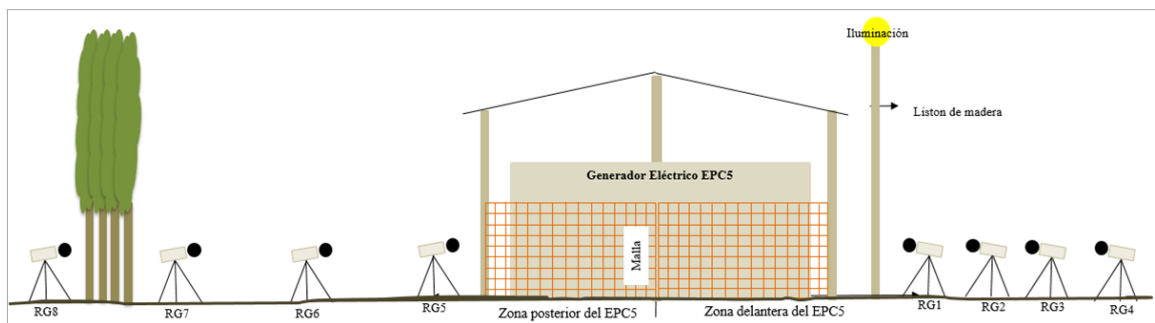 Iluminación
Liston de madera
Generador Eléctrico EPC5
Malla
RG8
RG7
RG6
RG5
Zona posterior del EPC5
Zona delantera del EPC5
RG1
RG2
RG3
RG4